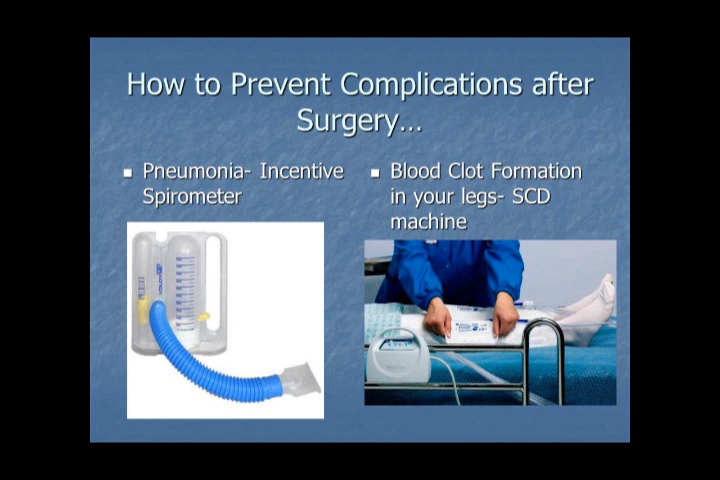 How to Prevent Complications after
Surgery...
Pneumonia- Incentive
Spirometer
Blood Clot Formation
in your legs- SCD
machine